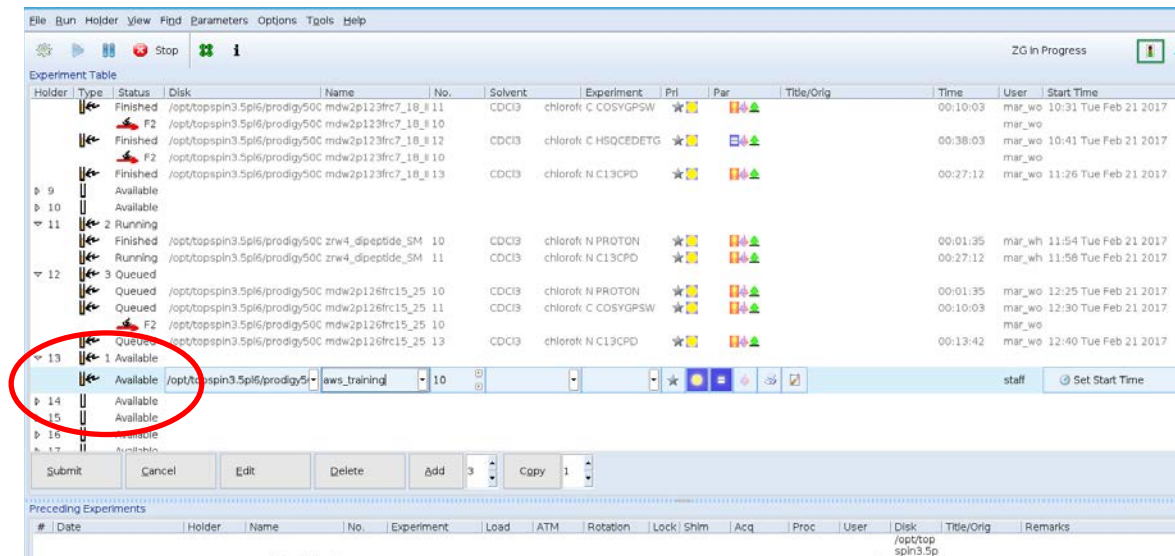 File Run Holder View Find Parameters Options Tools Help
Stop ZG In Progress
Experiment Table
Holder Type Status Disk Name No. Solvent Experiment Pri Par Title/Orig Time User Start Time
Finished /opt/topspin3.5pl6/prodigy50C mdw2p123frc7_18_II 11 CDCl3 chlorofc C COSYGPSW 00:10:03 mar_wo 10:31 Tue Feb 21 2017
F2 /opt/topspin3.5pl6/prodigy50C mdw2p123frc7_18_II 10 mar_wo
Finished /opt/topspin3.5pl6/prodigy50C mdw2p123frc7_18_II 12 CDCl3 chlorofc C HSQCEDETG 00:38:03 mar_wo 10:41 Tue Feb 21 2017
F2 /opt/topspin3.5pl6/prodigy50C mdw2p123frc7_18_II 10 mar_wo
Finished /opt/topspin3.5pl6/prodigy50C mdw2p123frc7_18_II 13 CDCl3 chlorofc N C13CPD 00:27:12 mar_wo 11:26 Tue Feb 21 2017
9 Available
10 Available
11 2 Running
Finished /opt/topspin3.5pl6/prodigy50C zrw4_dipeptide_SM 10 CDCl3 chlorofc N PROTON 00:01:35 mar_wh 11:54 Tue Feb 21 2017
Running /opt/topspin3.5pl6/prodigy50C zrw4_dipeptide_SM 11 CDCl3 chlorofc N C13CPD 00:27:12 mar_wh 11:58 Tue Feb 21 2017
12 3 Queued
Queued /opt/topspin3.5pl6/prodigy50C mdw2p126frc15_25 10 CDCl3 chlorofc N PROTON 00:01:35 mar_wo 12:25 Tue Feb 21 2017
Queued /opt/topspin3.5pl6/prodigy50C mdw2p126frc15_25 11 CDCl3 chlorofc C COSYGPSW 00:10:03 mar_wo 12:30 Tue Feb 21 2017
F2 /opt/topspin3.5pl6/prodigy50C mdw2p126frc15_25 10 mar_wo
Queued /opt/topspin3.5pl6/prodigy50C mdw2p126frc15_25 13 CDCl3 chlorofc N C13CPD 00:13:42 mar_wo 12:40 Tue Feb 21 2017
13 1 Available
Available /opt/topspin3.5pl6/prodigy5 aws_training 10 staff Set Start Time
14 Available
15 Available
16 Available
17 Available
Submit Cancel Edit Delete Add 3 Copy 1
Preceding Experiments
# Date Holder Name No. Experiment Load ATM Rotation Lock Shim Acq Proc User Disk Title/Orig Remarks
/opt/top
spin3.5p